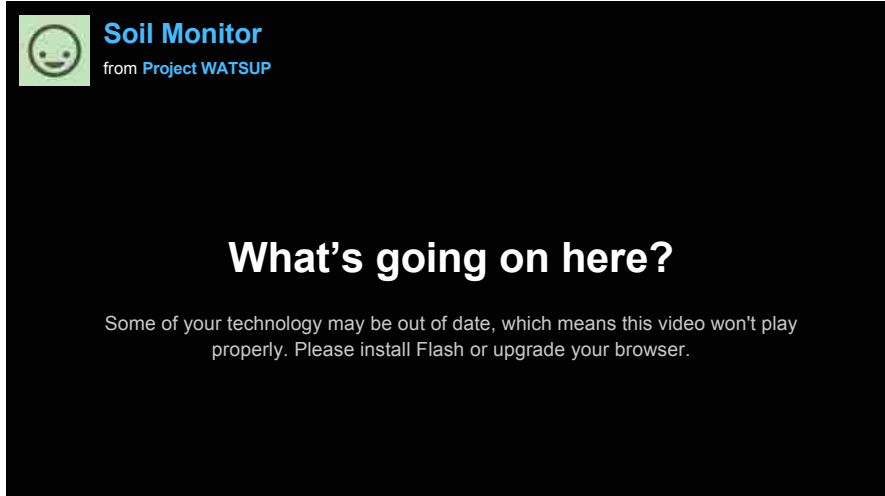 Soil Monitor
from Project WATSUP
What’s going on here?
Some of your technology may be out of date, which means this video won't play
properly. Please install Flash or upgrade your browser.